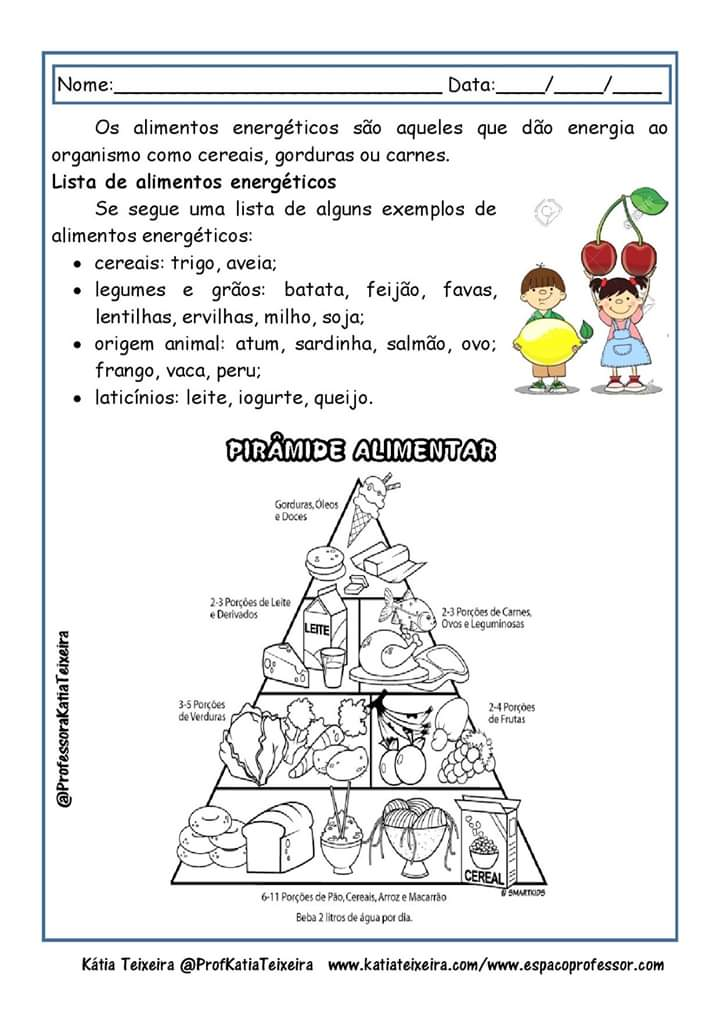 Nome:______________________________ Data:____/____/____
Os alimentos energéticos são aqueles que dão energia ao
organismo como cereais, gorduras ou carnes.
Lista de alimentos energéticos
Se segue uma lista de alguns exemplos de
alimentos energéticos:
• cereais: trigo, aveia;
• legumes e grãos: batata, feijão, favas,
lentilhas, ervilhas, milho, soja;
• origem animal: atum, sardinha, salmão, ovo;
frango, vaca, peru;
• laticínios: leite, iogurte, queijo.
PIRÂMIDE ALIMENTAR
Gorduras, Óleos
e Doces
2-3 Porções de Leite
e Derivados
LEITE
2-3 Porções de Carnes,
Ovos e Leguminosas
3-5 Porções
de Verduras
2-4 Porções
de Frutas
CEREAL
© SMARTKIDS
6-11 Porções de Pão, Cereais, Arroz e Macarrão
Beba 2 litros de água por dia.
@ProfessoraKatiaTeixeira
Kátia Teixeira @ProfKatiaTeixeira www.katiateixeira.com/www.espacoprofessor.com